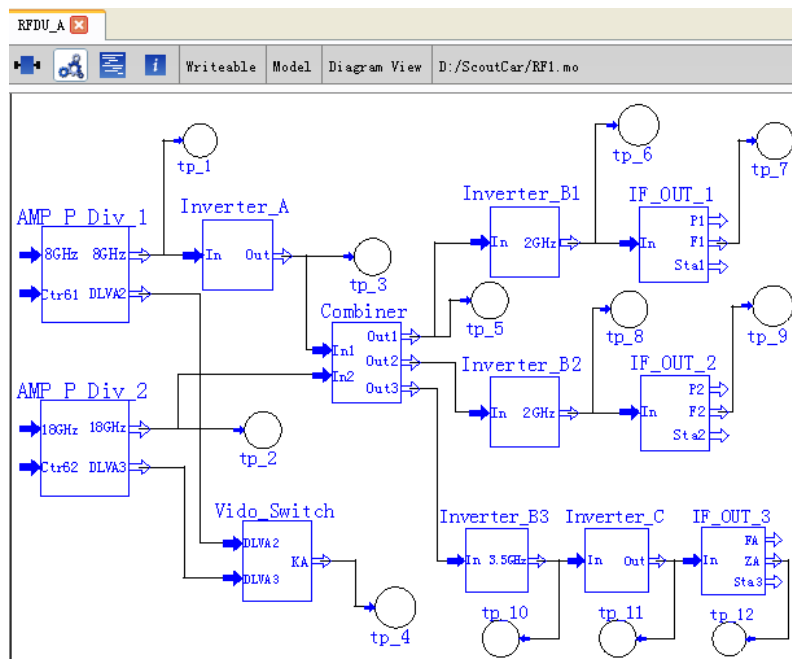 RFDU_A
Writeable Model Diagram View D:/ScoutCar/RF1.mo
tp_1
tp_6
tp_7
AMP_P_Div_1
8GHz 8GHz
Ctr61 DLVA2
Inverter_A
In Out
tp_3
Inverter_B1
In 2GHz
IF_OUT_1
P1
In F1
Sta1
Combiner
Out1
In1 Out2
In2 Out3
tp_5
tp_8
tp_9
AMP_P_Div_2
18GHz 18GHz
Ctr62 DLVA3
tp_2
Inverter_B2
In 2GHz
IF_OUT_2
P2
In F2
Sta2
Vido_Switch
DLVA2
KA
DLVA3
tp_4
Inverter_B3
In 3.5GHz
Inverter_C
In Out
IF_OUT_3
FA
In ZA
Sta3
tp_10
tp_11
tp_12